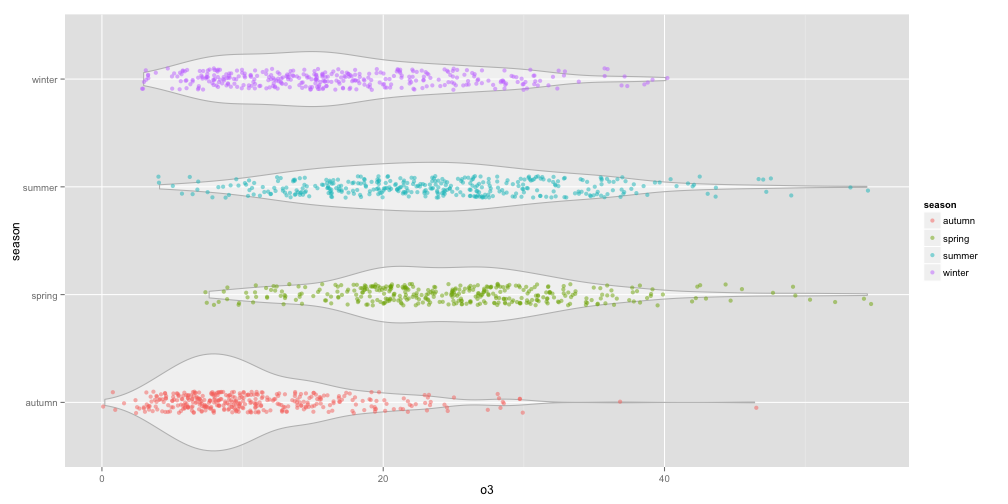 winter
summer
spring
autumn
season
0
20
40
o3
season
autumn
spring
summer
winter